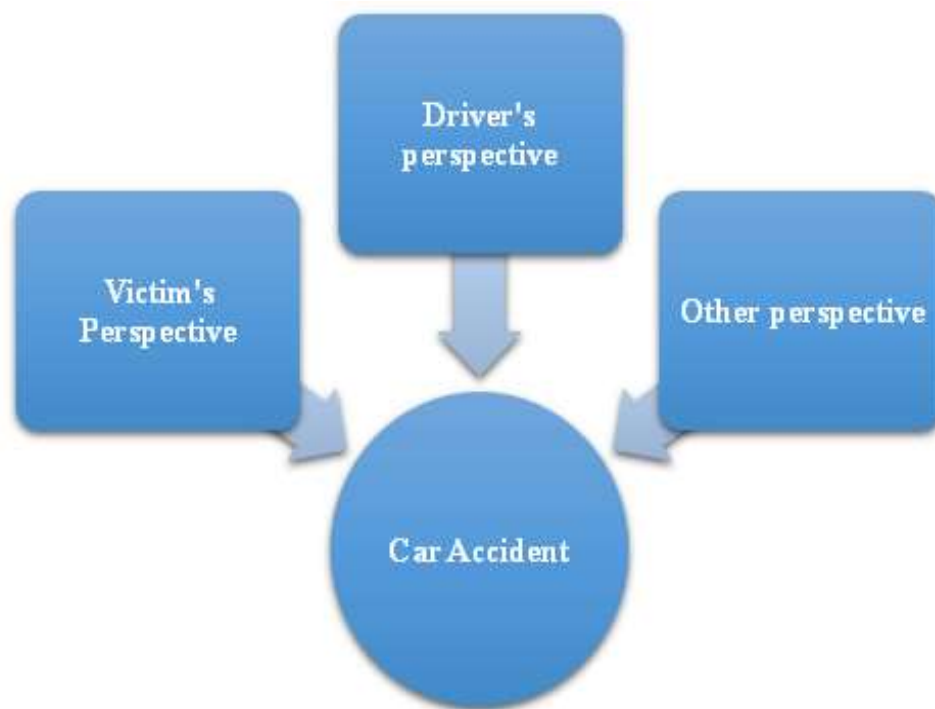 Driver's
perspective
Victim's
Perspective
Other perspective
Car Accident